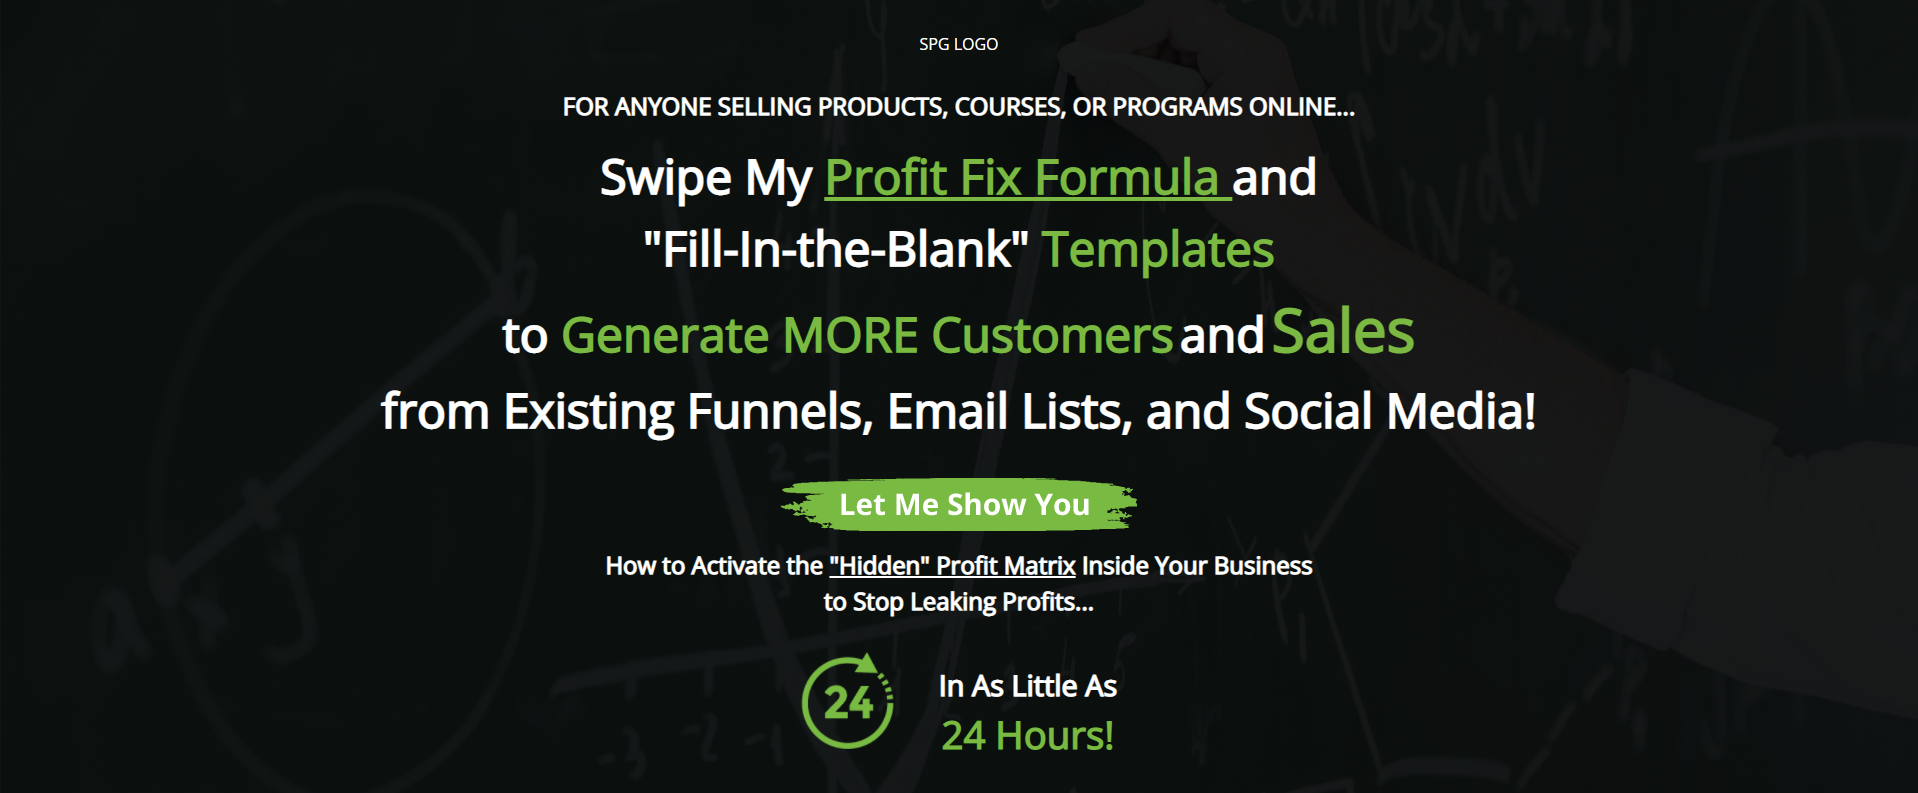 SPG LOGO
FOR ANYONE SELLING PRODUCTS, COURSES, OR PROGRAMS ONLINE...
Swipe My Profit Fix Formula and
"Fill-In-the-Blank" Templates
to Generate MORE Customers and Sales
from Existing Funnels, Email Lists, and Social Media!
Let Me Show You
How to Activate the "Hidden" Profit Matrix Inside Your Business
to Stop Leaking Profits...
24
In As Little As
24 Hours!